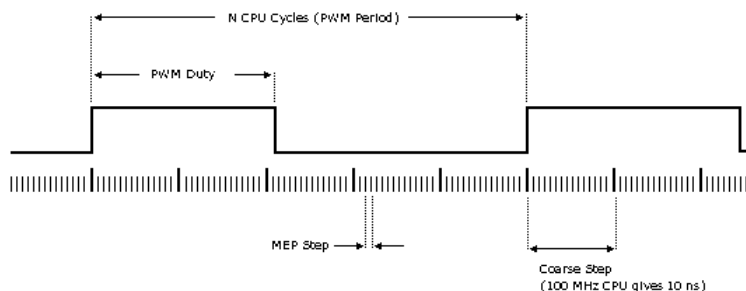 N CPU Cycles (PWM Period)
PWM Duty
MEP Step
Coarse Step
(100 MHz CPU gives 10 ns)